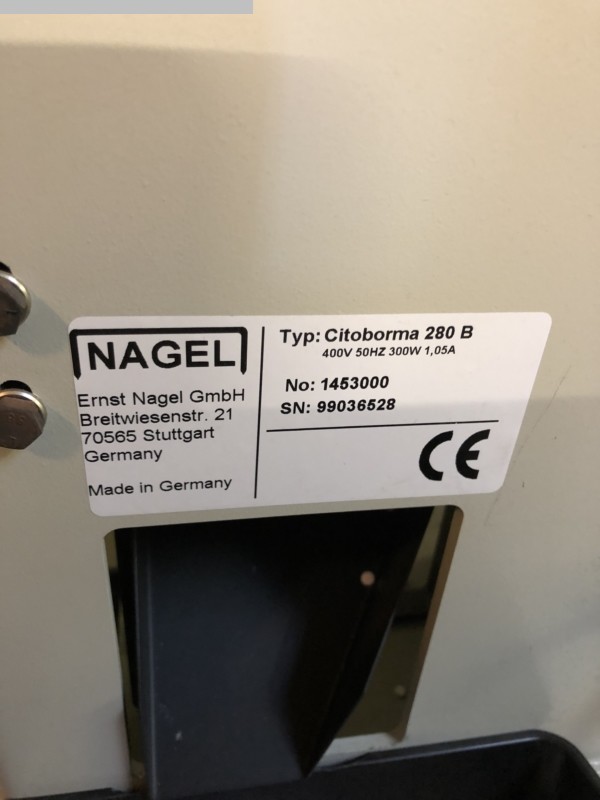 NAGEL
Ernst Nagel GmbH
Breitwiesenstr. 21
70565 Stuttgart
Germany
Made in Germany
Typ: Citoborma 280 B
400V 50HZ 300W 1,05A
No: 1453000
SN: 99036528
CE